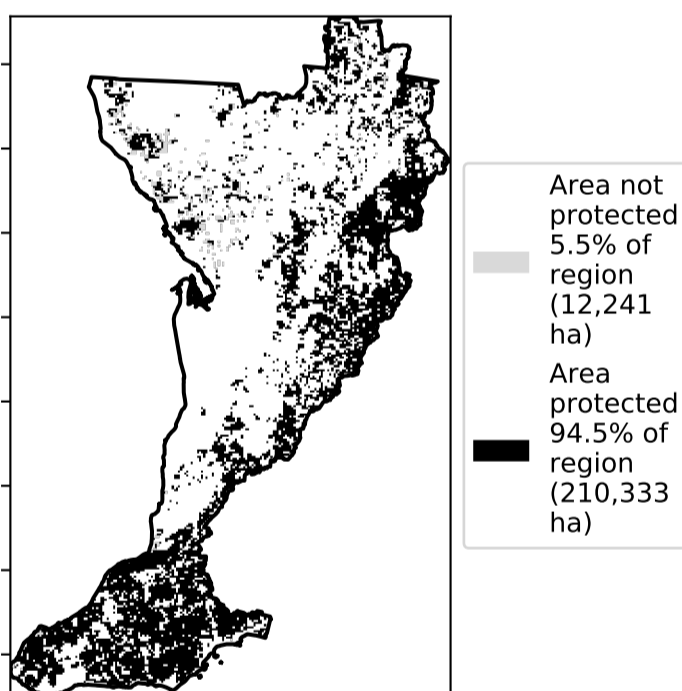 Area not
protected
5.5% of
region
(12,241
ha)
Area
protected
94.5% of
region
(210,333
ha)